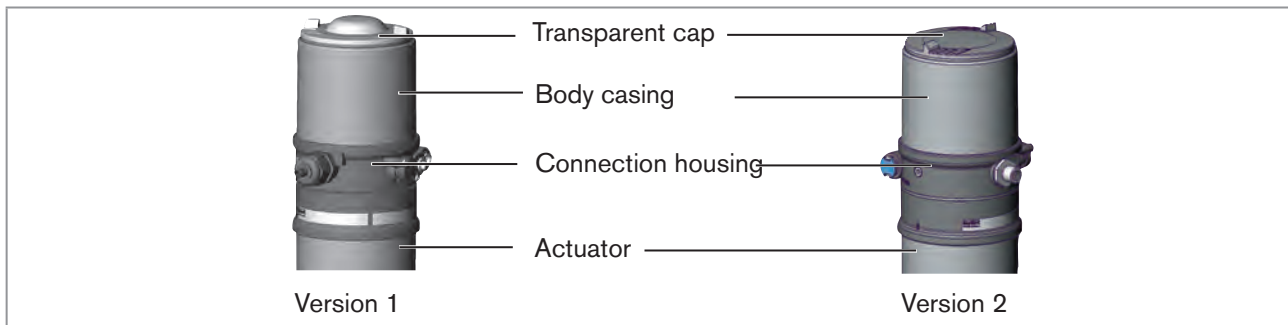 Transparent cap
Body casing
Connection housing
Actuator
Version 1
Version 2